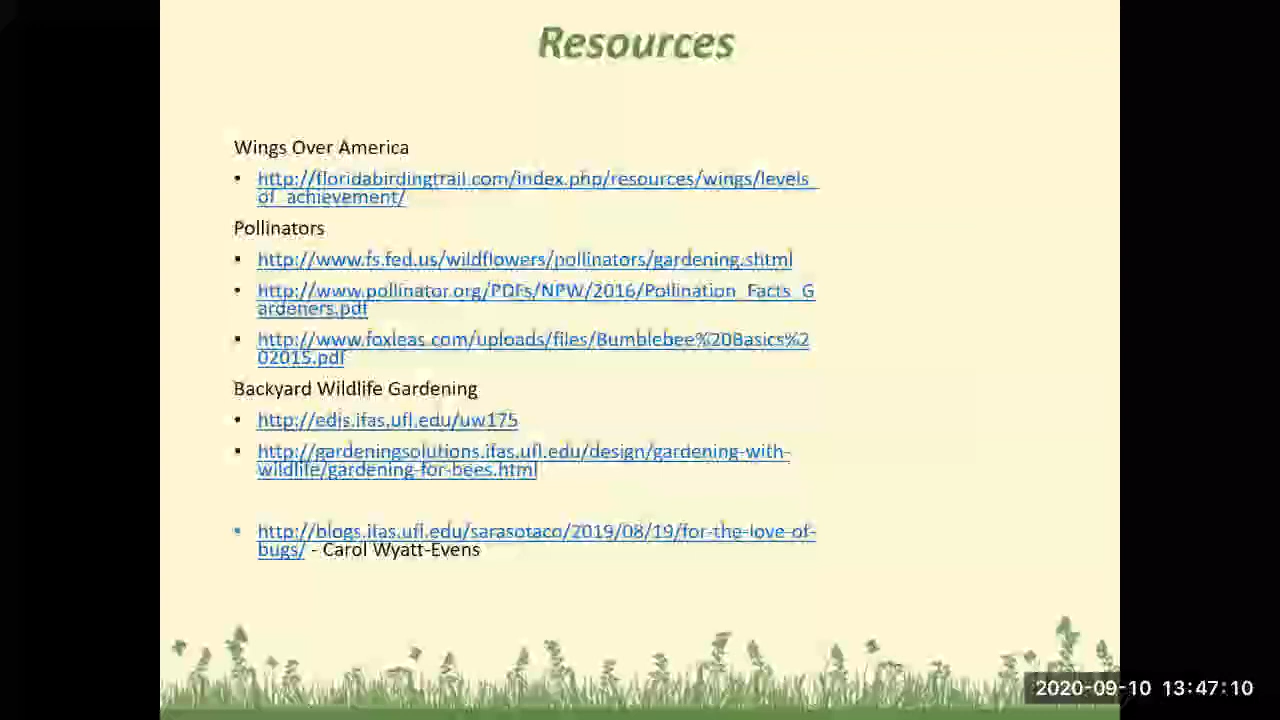 Resources
Wings Over America
• http://floridabirdingtrail.com/index.php/resources/wings/levels_
of_achievement/
Pollinators
• http://www.fs.fed.us/wildflowers/pollinators/gardening.shtml
• http://www.pollinator.org/PDFs/NPW/2016/Pollination_Facts_G
ardeners.pdf
• http://www.foxleas.com/uploads/files/Bumblebee%20Basics%2
02015.pdf
Backyard Wildlife Gardening
• http://edis.ifas.ufl.edu/uw175
• http://gardeningsolutions.ifas.ufl.edu/design/gardening-with-
wildlife/gardening-for-bees.html
• http://blogs.ifas.ufl.edu/sarasotaco/2019/08/19/for-the-love-of-
bugs/ - Carol Wyatt-Evens
2020-09-10 13:47:10